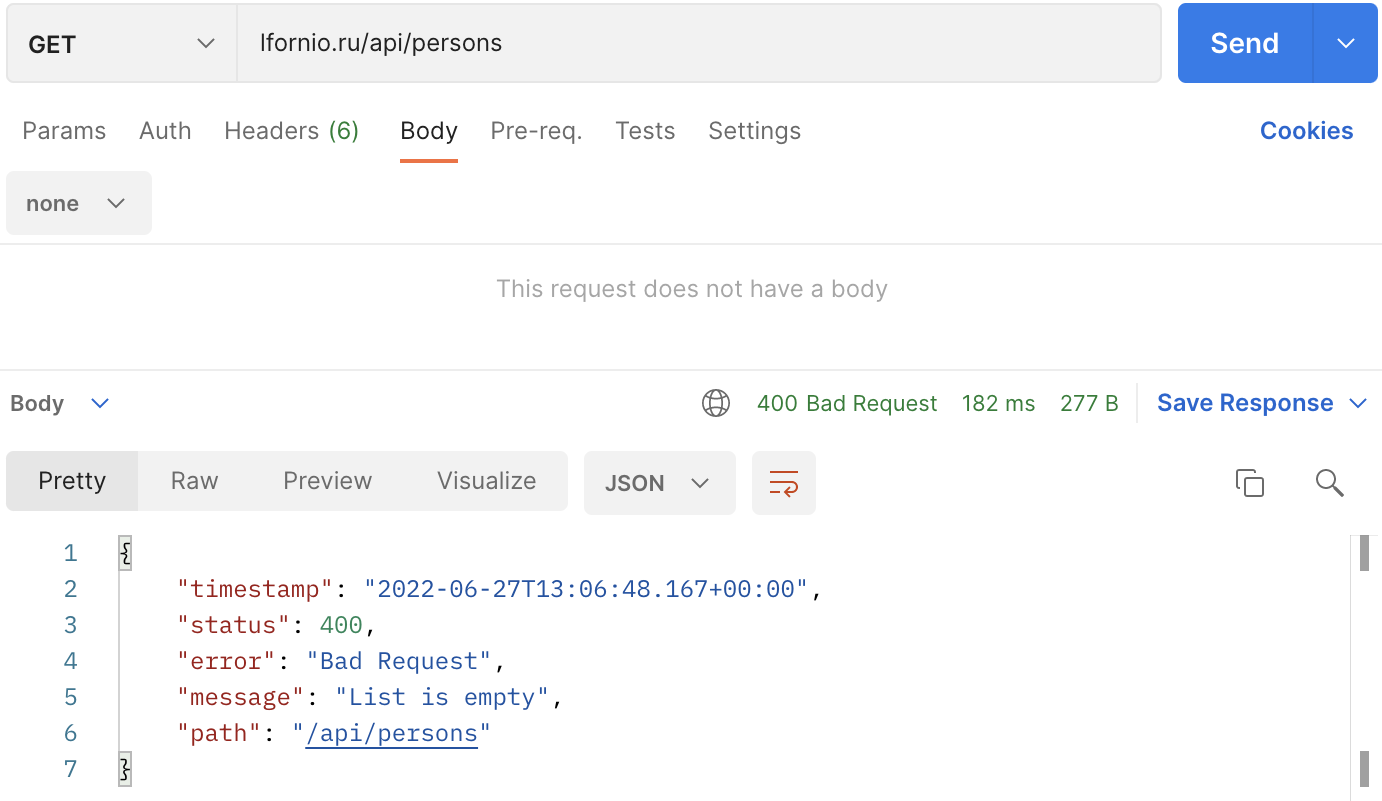 GET lfornio.ru/api/persons Send
Params Auth Headers (6) Body Pre-req. Tests Settings Cookies
none
This request does not have a body
Body 400 Bad Request 182 ms 277 B Save Response
Pretty Raw Preview Visualize JSON
1 {
2 "timestamp": "2022-06-27T13:06:48.167+00:00",
3 "status": 400,
4 "error": "Bad Request",
5 "message": "List is empty",
6 "path": "/api/persons"
7 }